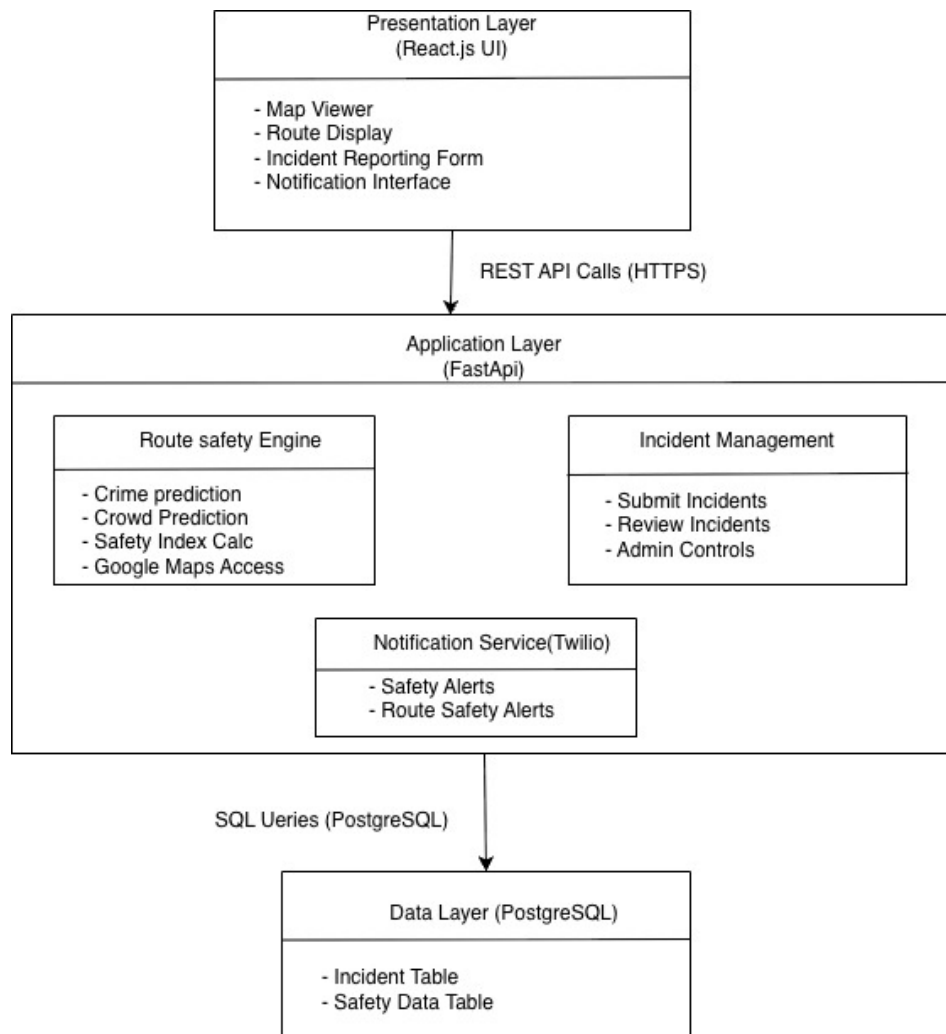 Presentation Layer
(React.js UI)
- Map Viewer
- Route Display
- Incident Reporting Form
- Notification Interface
REST API Calls (HTTPS)
Application Layer
(FastApi)
Route safety Engine
- Crime prediction
- Crowd Prediction
- Safety Index Calc
- Google Maps Access
Incident Management
- Submit Incidents
- Review Incidents
- Admin Controls
Notification Service(Twilio)
- Safety Alerts
- Route Safety Alerts
SQL Ueries (PostgreSQL)
Data Layer (PostgreSQL)
- Incident Table
- Safety Data Table